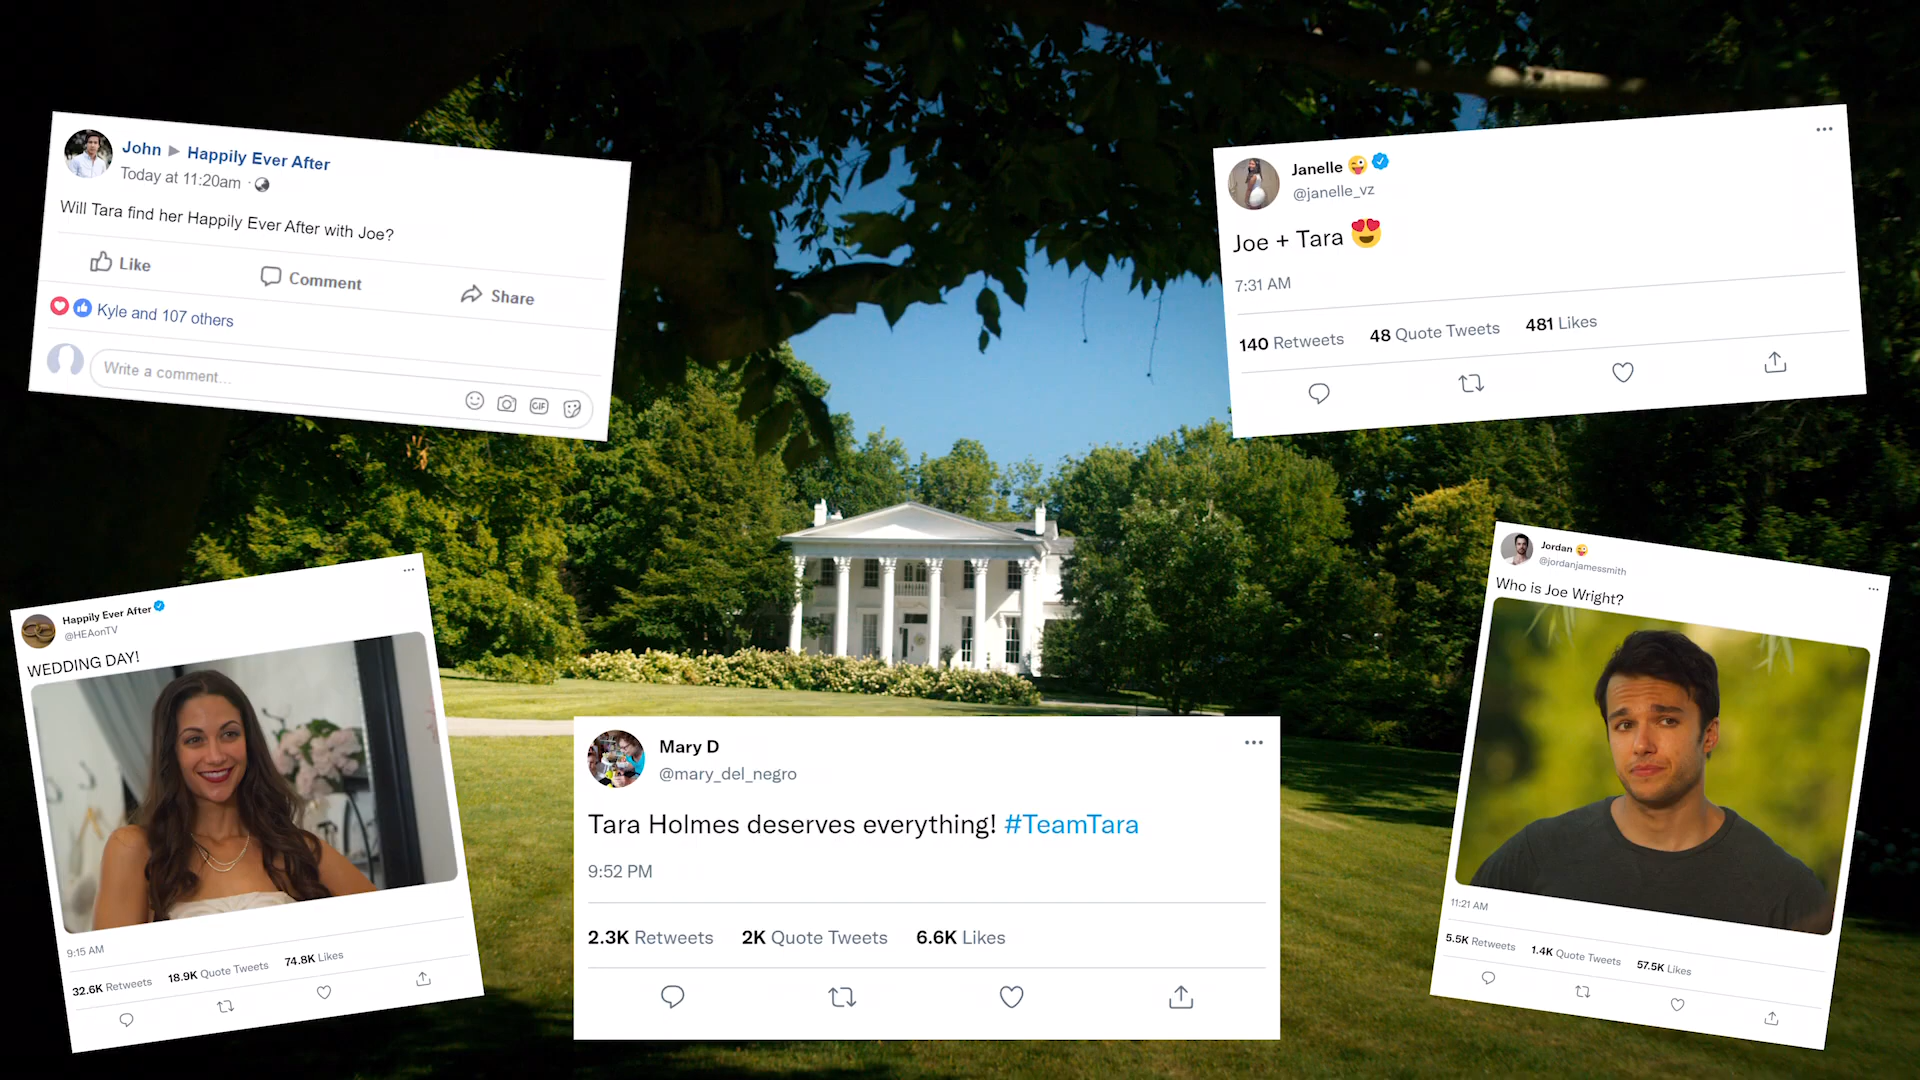 John ▶ Happily Ever After
Today at 11:20am ·
Will Tara find her Happily Ever After with Joe?
Like Comment Share
Kyle and 107 others
Write a comment...
GIF
Janelle 😜
@janelle_vz
Joe + Tara 😍
7:31 AM
140 Retweets 48 Quote Tweets 481 Likes
Happily Ever After
@HEAonTV
WEDDING DAY!
9:15 AM
32.6K Retweets 18.9K Quote Tweets 74.8K Likes
Mary D
@mary_del_negro
Tara Holmes deserves everything! #TeamTara
9:52 PM
2.3K Retweets 2K Quote Tweets 6.6K Likes
Jordan 😜
@jordanjamessmith
Who is Joe Wright?
11:21 AM
5.5K Retweets 1.4K Quote Tweets 57.5K Likes